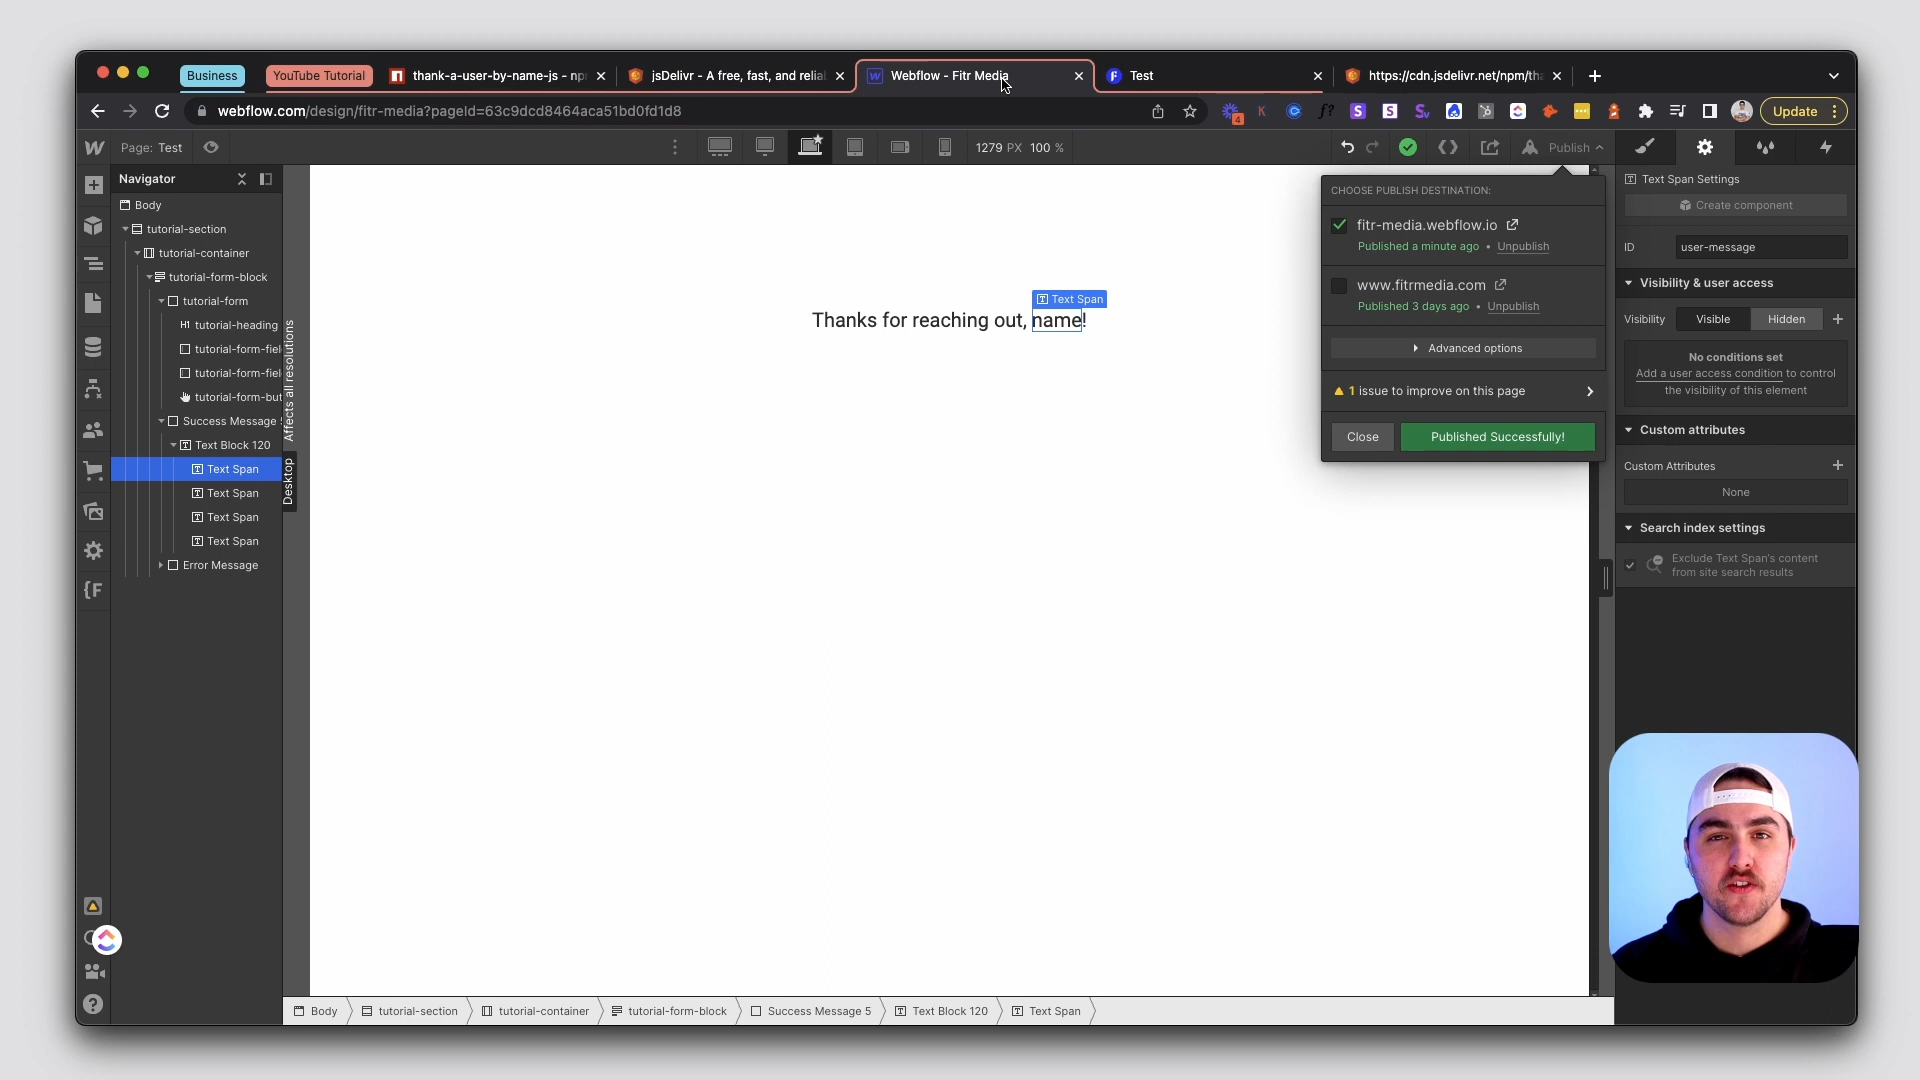 Business
YouTube Tutorial
thank-a-user-by-name-js - np
jsDelivr - A free, fast, and relia
Webflow - Fitr Media
Test
https://cdn.jsdelivr.net/npm/tha
webflow.com/design/fitr-media?pageId=63c9dcd8464aca51bd0fd1d8
4
Update
Page: Test
1279 PX 100 %
Publish
Navigator
Body
tutorial-section
tutorial-container
tutorial-form-block
tutorial-form
H1 tutorial-heading
tutorial-form-fiel
tutorial-form-fiel
tutorial-form-but
Success Message
Text Block 120
Text Span
Text Span
Text Span
Text Span
Error Message
Affects all resolutions
Desktop
Text Span
Thanks for reaching out, name!
CHOOSE PUBLISH DESTINATION:
fitr-media.webflow.io
Published a minute ago • Unpublish
www.fitrmedia.com
Published 3 days ago • Unpublish
Advanced options
1 issue to improve on this page
Close
Published Successfully!
Text Span Settings
Create component
ID
user-message
Visibility & user access
Visibility
Visible
Hidden
No conditions set
Add a user access condition to control
the visibility of this element
Custom attributes
Custom Attributes
None
Search index settings
Exclude Text Span's content
from site search results
Body
tutorial-section
tutorial-container
tutorial-form-block
Success Message 5
Text Block 120
Text Span